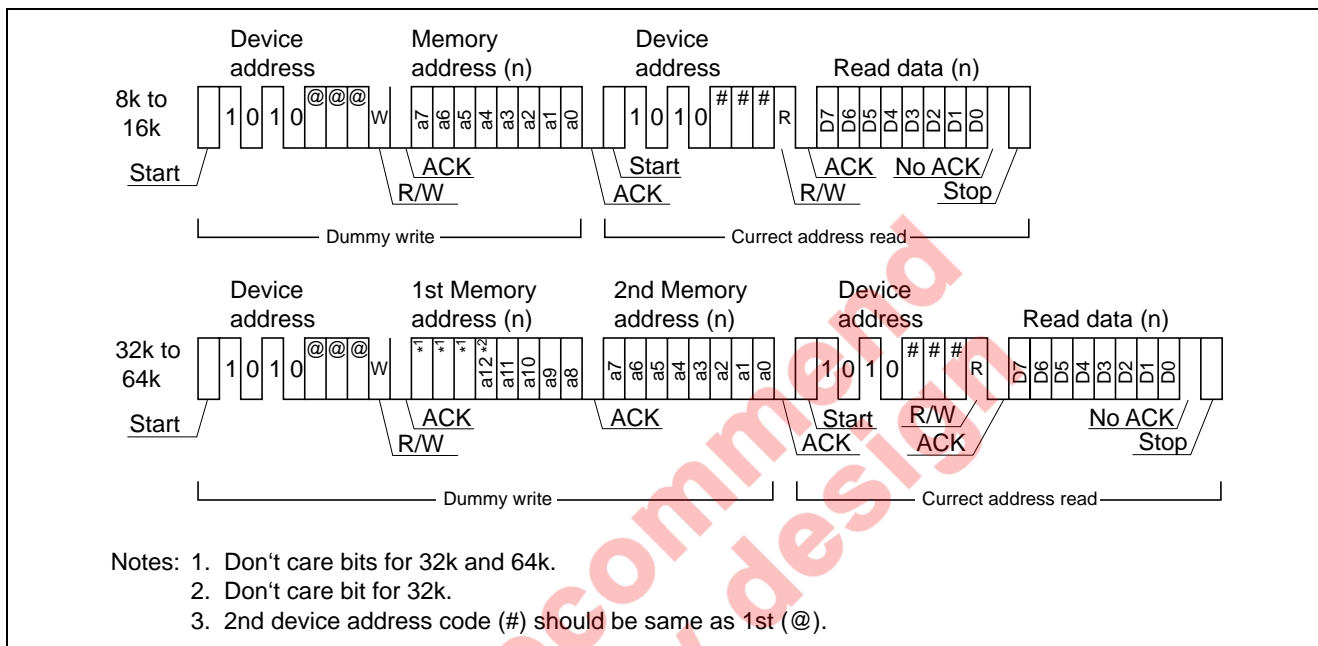 Device address Memory address (n) Device address Read data (n)
8k to 16k
1 0 1 0 @ @ @ W a7 a6 a5 a4 a3 a2 a1 a0 1 0 1 0 # # # R D7 D6 D5 D4 D3 D2 D1 D0
Start R/W ACK ACK Start R/W ACK No ACK Stop
Dummy write Currect address read
Device address 1st Memory address (n) 2nd Memory address (n) Device address Read data (n)
32k to 64k
1 0 1 0 @ @ @ W *1 *1 *1 a12*2 a11 a10 a9 a8 a7 a6 a5 a4 a3 a2 a1 a0 1 0 1 0 # # # R D7 D6 D5 D4 D3 D2 D1 D0
Start R/W ACK ACK ACK Start R/W ACK No ACK Stop
Dummy write Currect address read
Notes: 1. Don't care bits for 32k and 64k.
2. Don't care bit for 32k.
3. 2nd device address code (#) should be same as 1st (@).
design